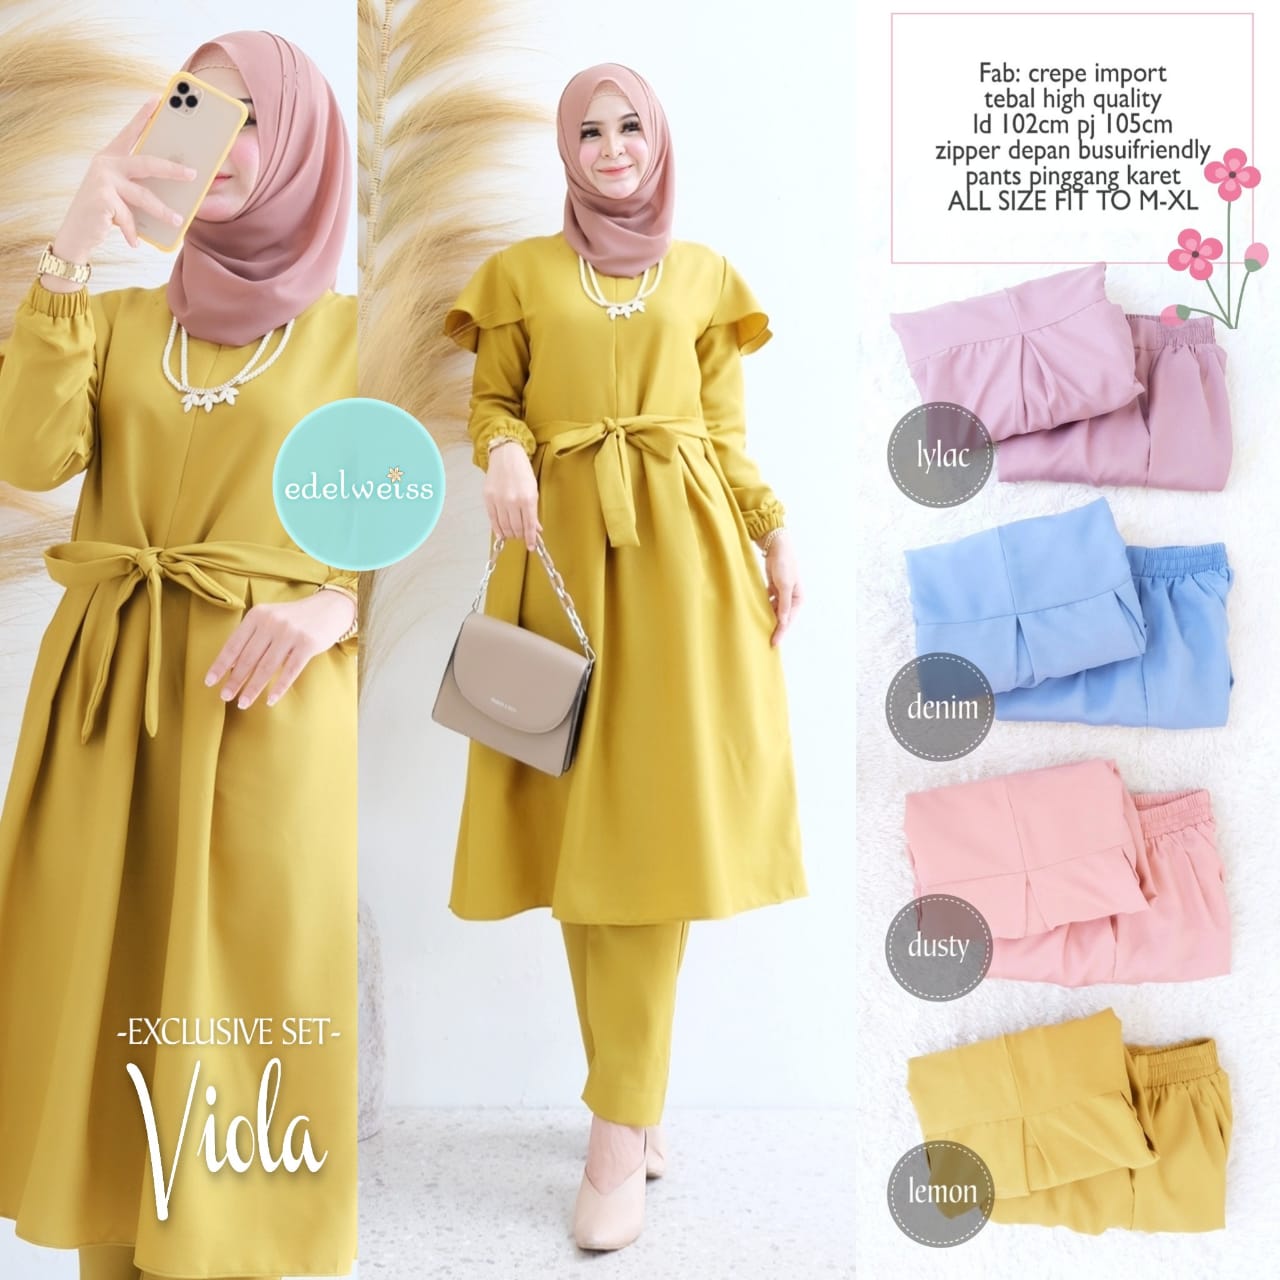 Fab: crepe import
tebal high quality
ld 102cm pj 105cm
zipper depan busuifriendly
pants pinggang karet
ALL SIZE FIT TO M-XL
lylac
edelweiss
denim
dusty
-EXCLUSIVE SET-
Viola
lemon